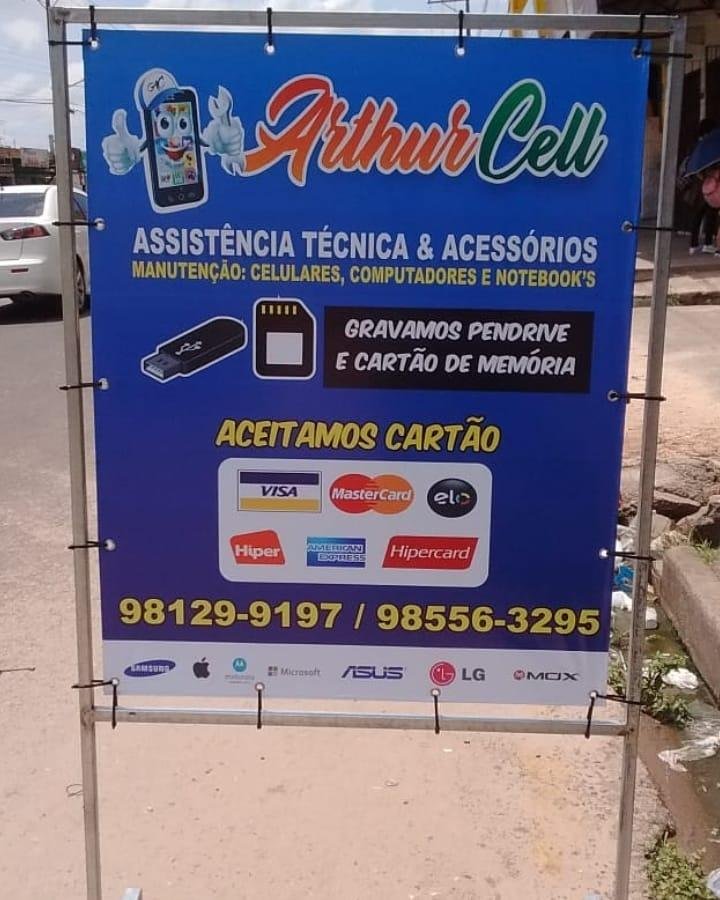 Arthur Cell
ASSISTÊNCIA TÉCNICA & ACESSÓRIOS
MANUTENÇÃO: CELULARES, COMPUTADORES E NOTEBOOK'S
GRAVAMOS PENDRIVE
E CARTÃO DE MEMÓRIA
ACEITAMOS CARTÃO
VISA MasterCard elo
Hiper AMERICAN EXPRESS Hipercard
98129-9197 / 98556-3295
SAMSUNG motorola Microsoft ASUS LG MOX